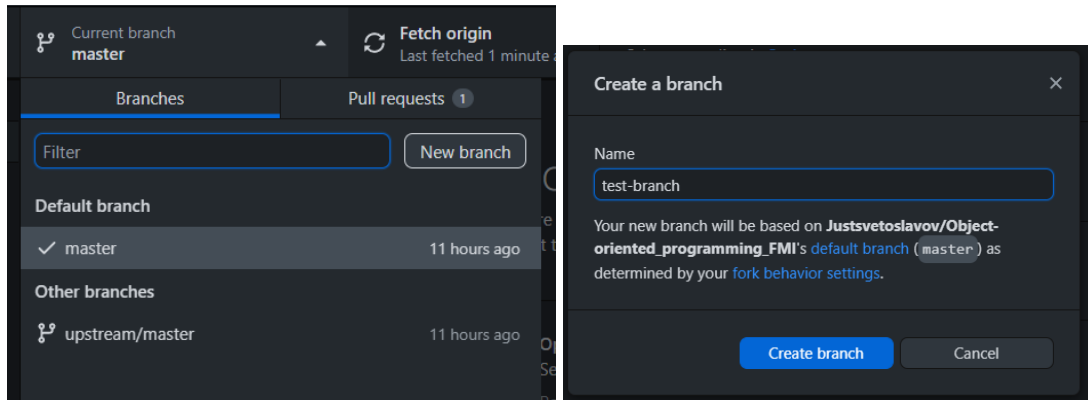 Current branch
master
Fetch origin
Last fetched 1 minute
Branches
Pull requests 1
Filter
New branch
Default branch
master
11 hours ago
Other branches
upstream/master
11 hours ago
Create a branch
Name
test-branch
Your new branch will be based on Justsvetoslavov/Object-
oriented_programming_FMI's default branch (master) as
determined by your fork behavior settings.
Create branch
Cancel